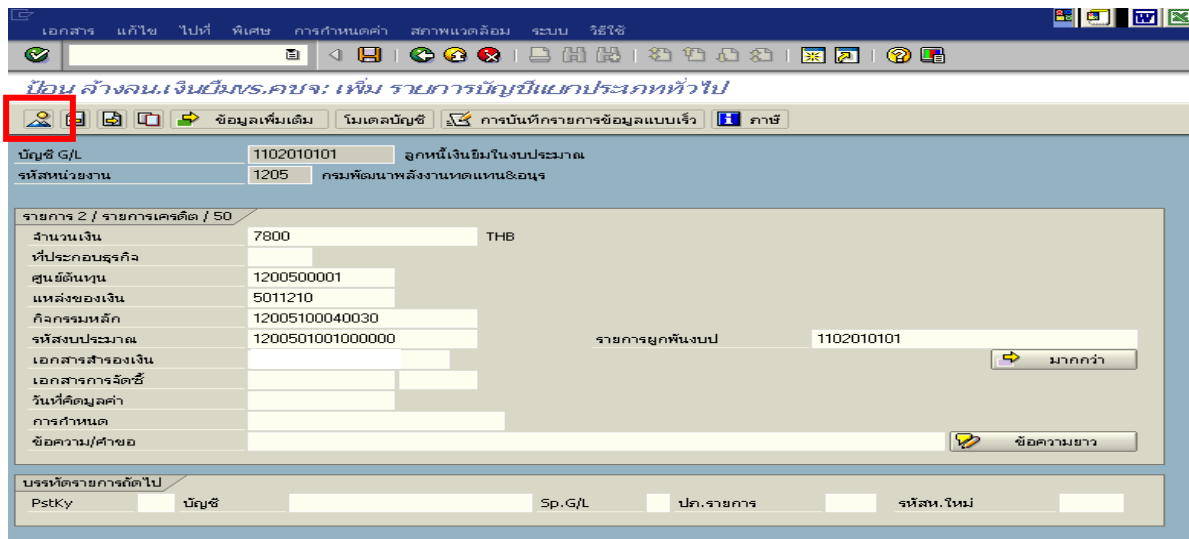 เอกสาร แก้ไข ไปที่ พิเศษ การกำหนดค่า สภาพแวดล้อม ระบบ วิธีใช้
ป้อน ล้างลน.เงินยืม/ร.คบจ: เพิ่ม รายการบัญชีแยกประเภททั่วไป
ข้อมูลเพิ่มเติม โมเดลบัญชี การบันทึกรายการข้อมูลแบบเร็ว ภาษี
บัญชี G/L 1102010101 ลูกหนี้เงินยืมในงบประมาณ
รหัสหน่วยงาน 1205 กรมพัฒนาพลังงานทดแทน&อนุร
รายการ 2 / รายการเครดิต / 50
จำนวนเงิน 7800 THB
ที่ประกอบธุรกิจ
ศูนย์ต้นทุน 1200500001
แหล่งของเงิน 5011210
กิจกรรมหลัก 12005100040030
รหัสงบประมาณ 1200501001000000 รายการผูกพันงบป 1102010101
เอกสารสำรองเงิน มากกว่า
เอกสารการจัดซื้
วันที่คิดมูลค่า
การกำหนด
ข้อความ/คำขอ ข้อความยาว
บรรทัดรายการถัดไป
PstKy บัญชี Sp.G/L ปภ.รายการ รหัสห.ใหม่